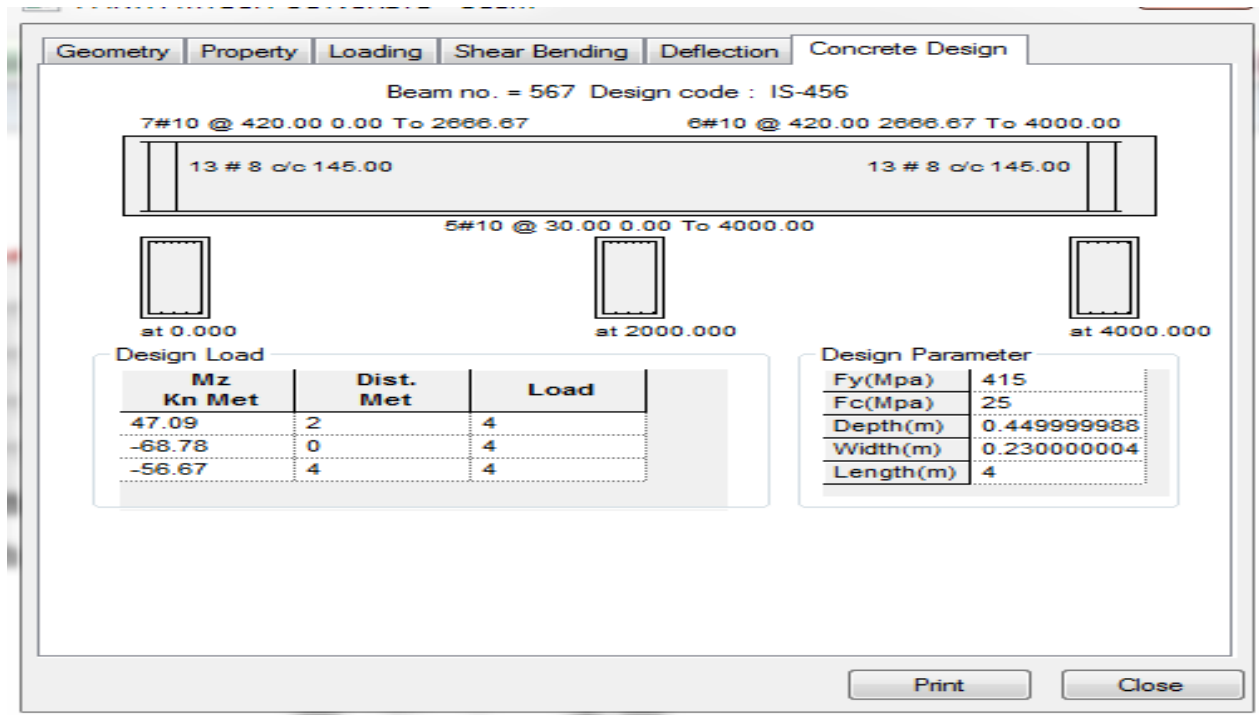 Geometry Property Loading Shear Bending Deflection Concrete Design
Beam no. = 567 Design code : IS-456
7#10 @ 420.00 0.00 To 2666.67 6#10 @ 420.00 2666.67 To 4000.00
13 # 8 c/c 145.00 13 # 8 c/c 145.00
5#10 @ 30.00 0.00 To 4000.00
at 0.000 at 2000.000 at 4000.000
Design Load
Mz Kn Met Dist. Met Load
47.09 2 4
-68.78 0 4
-56.67 4 4
Design Parameter
Fy(Mpa) 415
Fc(Mpa) 25
Depth(m) 0.449999988
Width(m) 0.230000004
Length(m) 4
Print Close